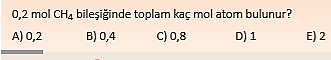 0,2 mol CH₄ bileşiğinde toplam kaç mol atom bulunur?
A) 0,2 B) 0,4 C) 0,8 D) 1 E) 2